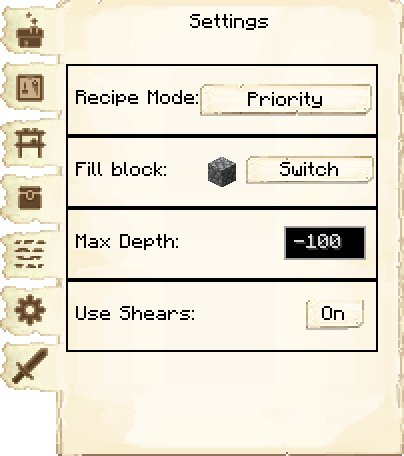 Settings
Recipe Mode: Priority
Fill block: Switch
Max Depth: -100
Use Shears: On